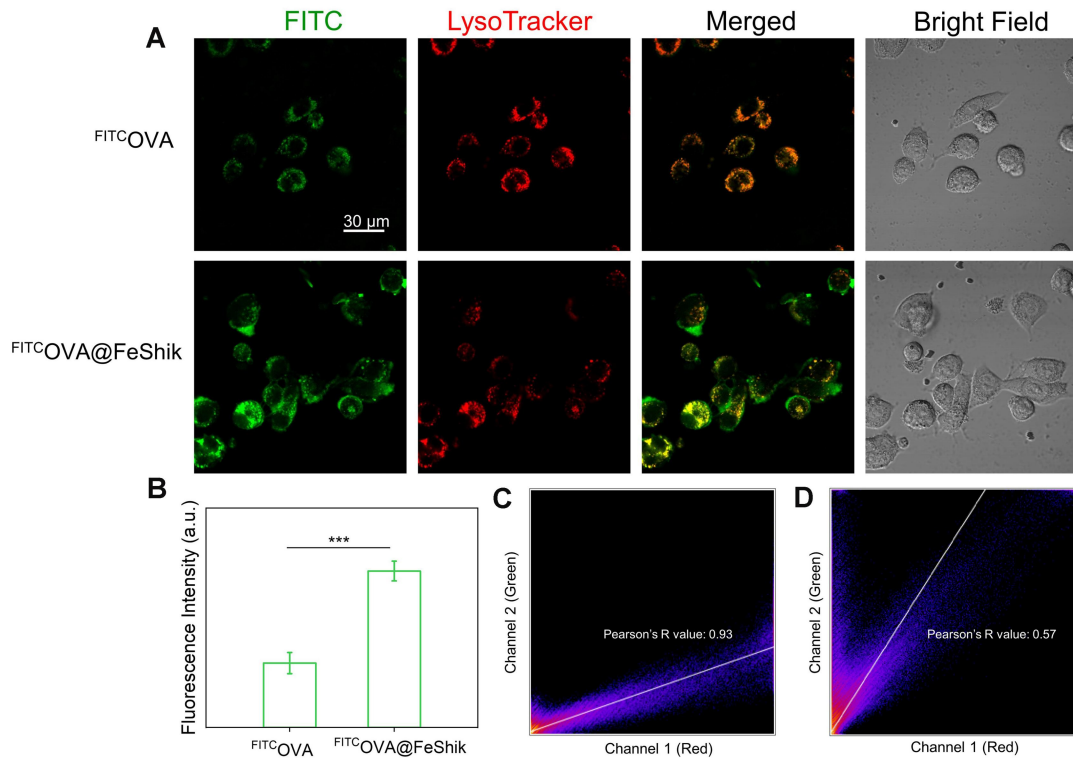 A
FITC LysoTracker Merged Bright Field
FITCOVA
30 µm
FITCOVA@FeShik
B
Fluorescence Intensity (a.u.)
***
FITCOVA FITCOVA@FeShik
C
Channel 2 (Green)
Pearson's R value: 0.93
Channel 1 (Red)
D
Channel 2 (Green)
Pearson's R value: 0.57
Channel 1 (Red)